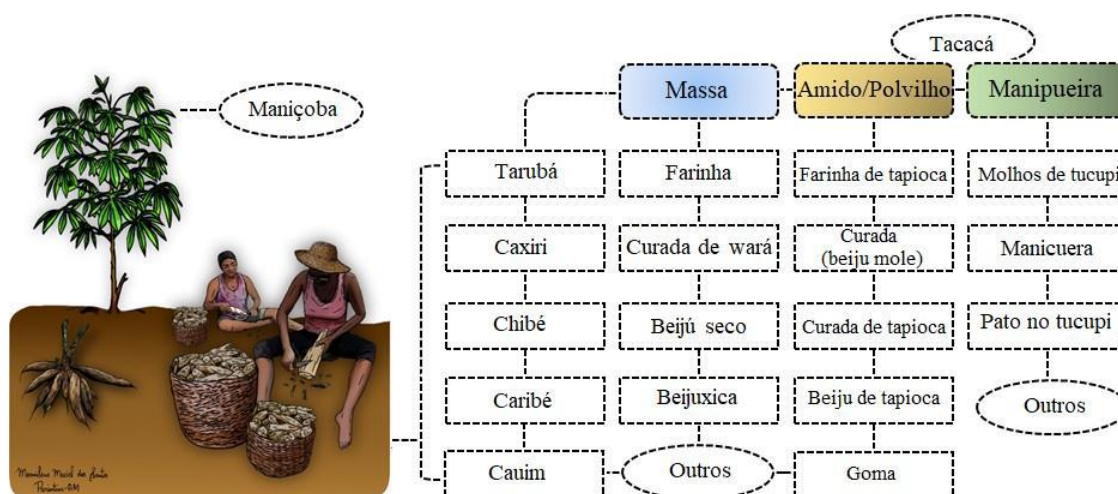 Tacacá
Maniçoba
Massa
Amido/Polvilho
Manipueira
Tarubá
Farinha
Farinha de tapioca
Molhos de tucupi
Caxiri
Curada de wará
Curada
(beiju mole)
Manicuera
Chibé
Beijú seco
Curada de tapioca
Pato no tucupi
Caribé
Beijuxica
Beiju de tapioca
Outros
Cauim
Outros
Goma